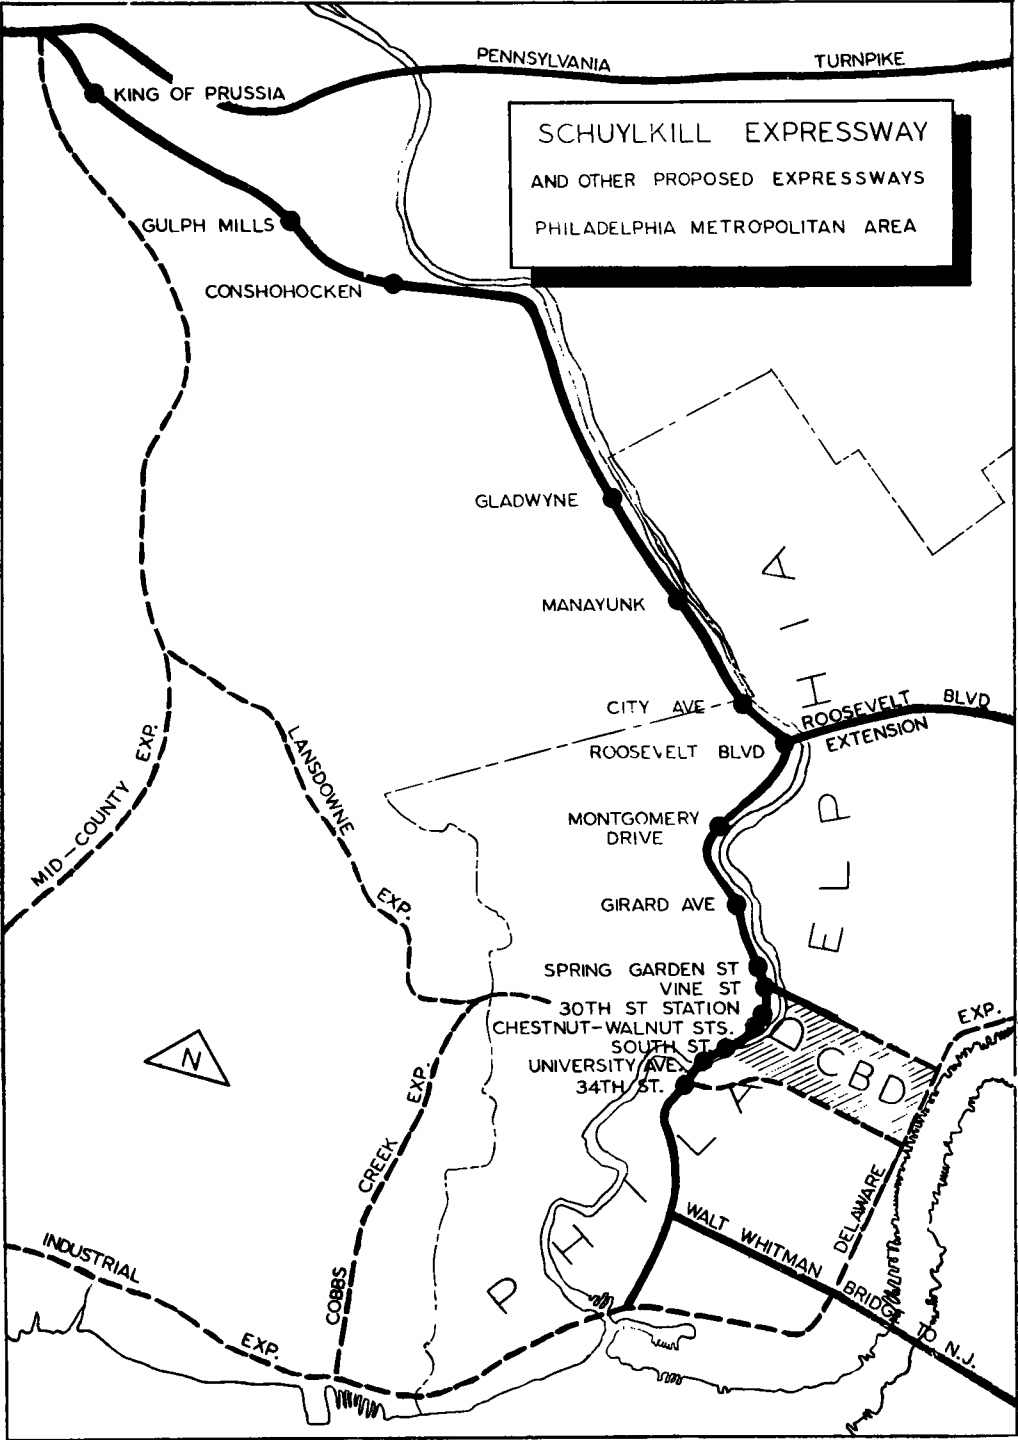 PENNSYLVANIA TURNPIKE
KING OF PRUSSIA
SCHUYLKILL EXPRESSWAY
AND OTHER PROPOSED EXPRESSWAYS
PHILADELPHIA METROPOLITAN AREA
GULPH MILLS
CONSHOHOCKEN
GLADWYNE
MANAYUNK
CITY AVE
ROOSEVELT BLVD
ROOSEVELT BLVD
EXTENSION
MID-COUNTY EXP.
LANSDOWNE EXP.
MONTGOMERY
DRIVE
GIRARD AVE
SPRING GARDEN ST
VINE ST
30TH ST STATION
CHESTNUT-WALNUT STS.
SOUTH ST.
UNIVERSITY AVE.
34TH ST.
PHILADELPHIA
CBD
N
COBBS CREEK EXP.
DELAWARE EXP.
WALT WHITMAN BRIDGE TO N.J.
INDUSTRIAL EXP.